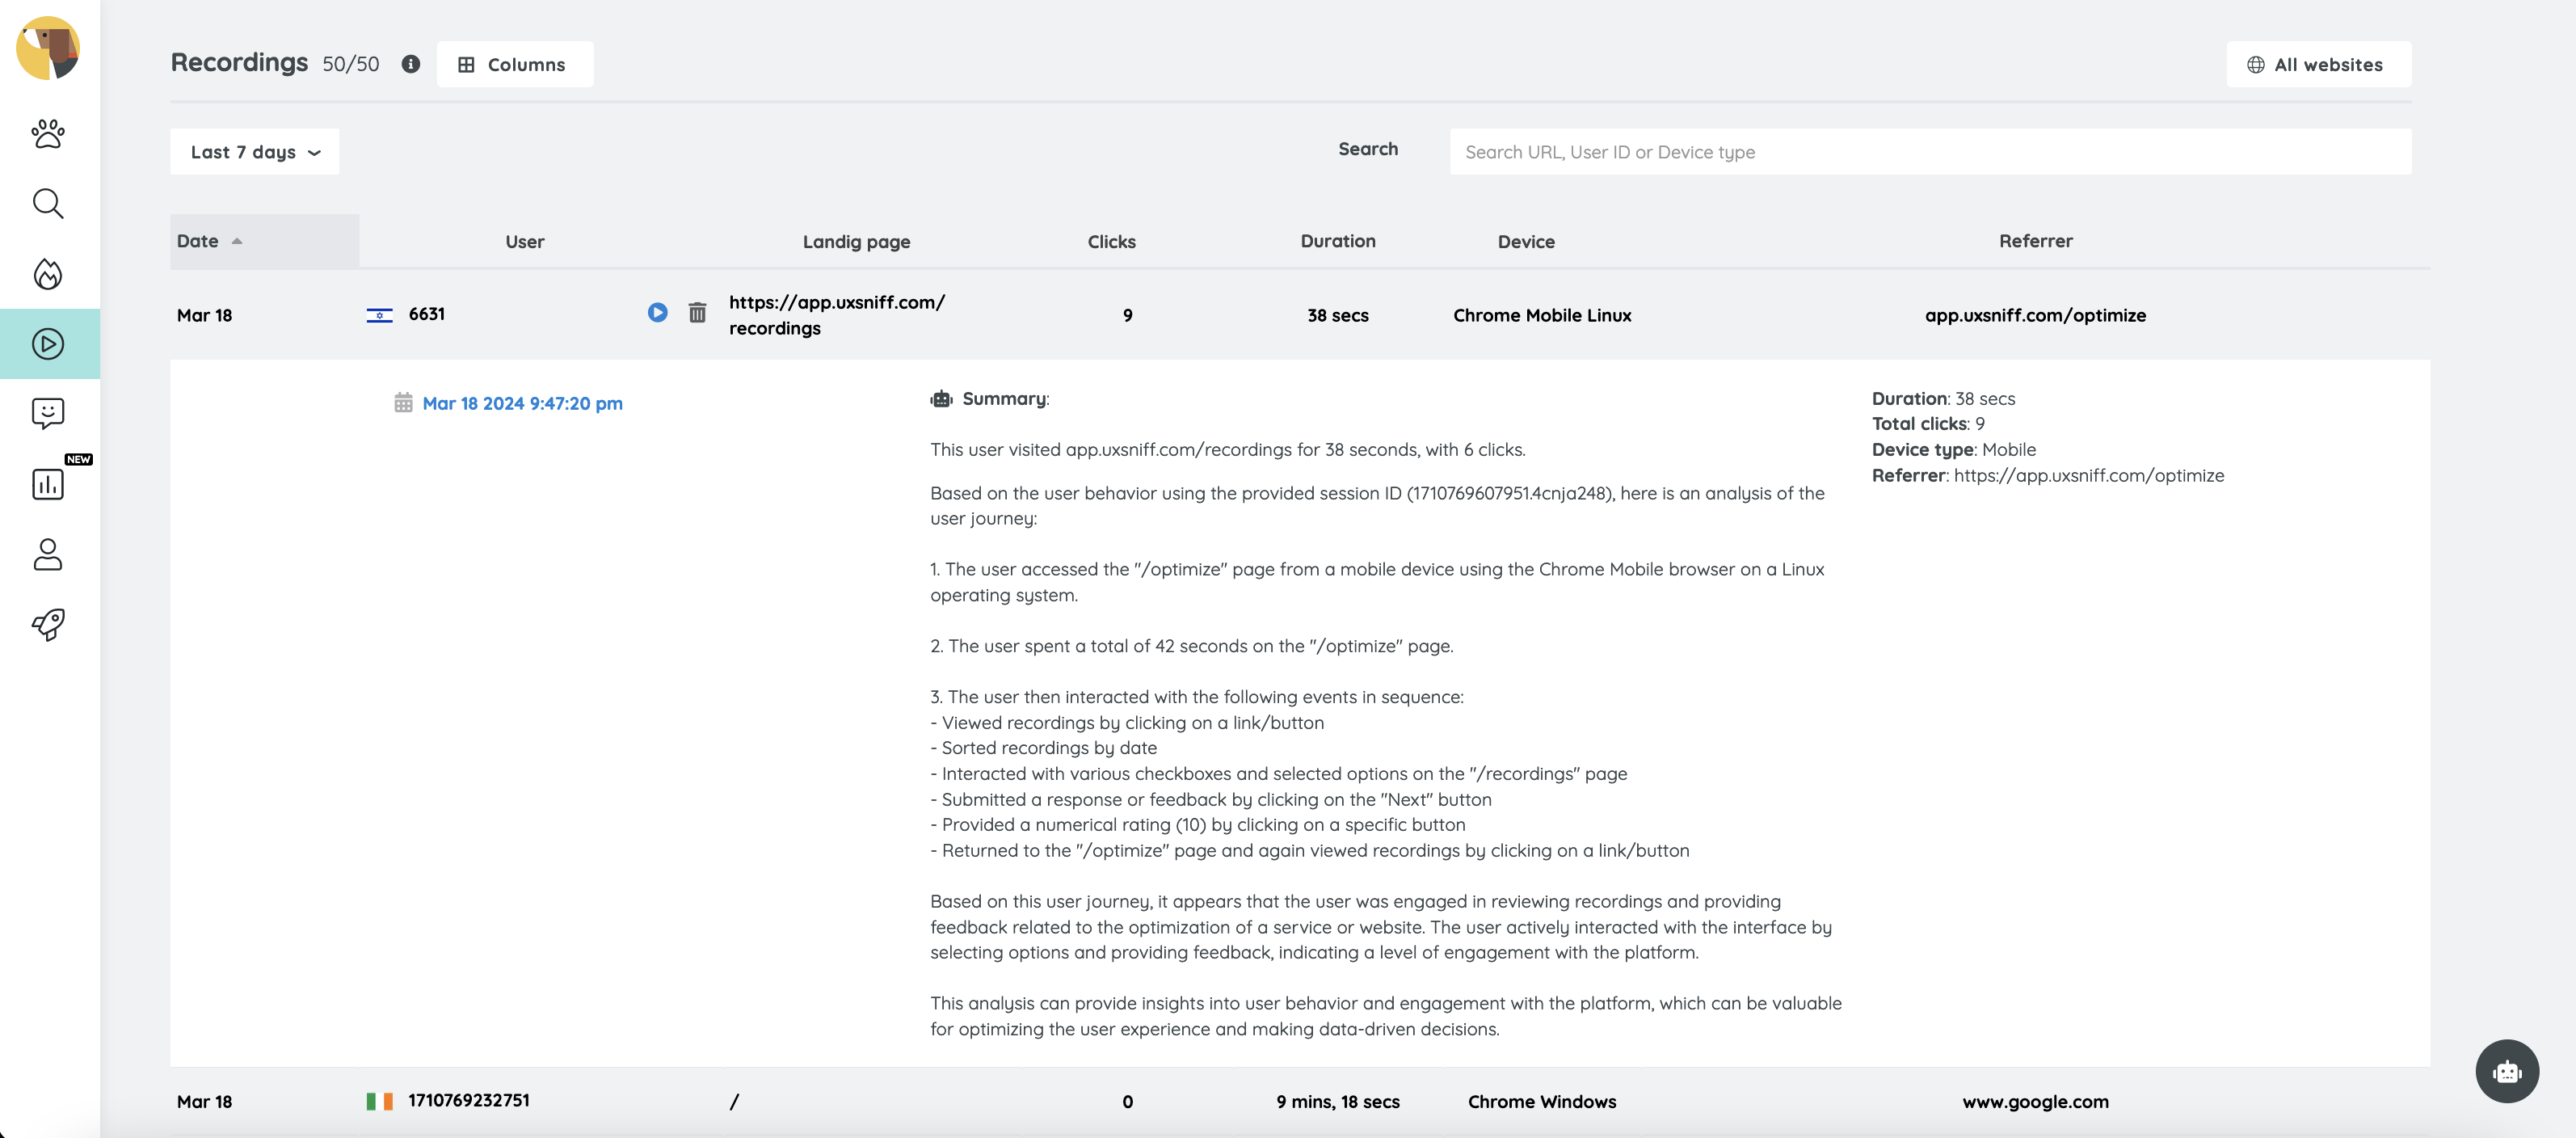 Recordings 50/50 Columns All websites
Last 7 days Search Search URL, User ID or Device type
Date User Landig page Clicks Duration Device Referrer
Mar 18 6631 https://app.uxsniff.com/ 9 38 secs Chrome Mobile Linux app.uxsniff.com/optimize
recordings
Mar 18 2024 9:47:20 pm
Summary:
This user visited app.uxsniff.com/recordings for 38 seconds, with 6 clicks.
Based on the user behavior using the provided session ID (1710769607951.4cnja248), here is an analysis of the
user journey:
1. The user accessed the "/optimize" page from a mobile device using the Chrome Mobile browser on a Linux
operating system.
2. The user spent a total of 42 seconds on the "/optimize" page.
3. The user then interacted with the following events in sequence:
- Viewed recordings by clicking on a link/button
- Sorted recordings by date
- Interacted with various checkboxes and selected options on the "/recordings" page
- Submitted a response or feedback by clicking on the "Next" button
- Provided a numerical rating (10) by clicking on a specific button
- Returned to the "/optimize" page and again viewed recordings by clicking on a link/button
Based on this user journey, it appears that the user was engaged in reviewing recordings and providing
feedback related to the optimization of a service or website. The user actively interacted with the interface by
selecting options and providing feedback, indicating a level of engagement with the platform.
This analysis can provide insights into user behavior and engagement with the platform, which can be valuable
for optimizing the user experience and making data-driven decisions.
Duration: 38 secs
Total clicks: 9
Device type: Mobile
Referrer: https://app.uxsniff.com/optimize
NEW
Mar 18 1710769232751 / 0 9 mins, 18 secs Chrome Windows www.google.com